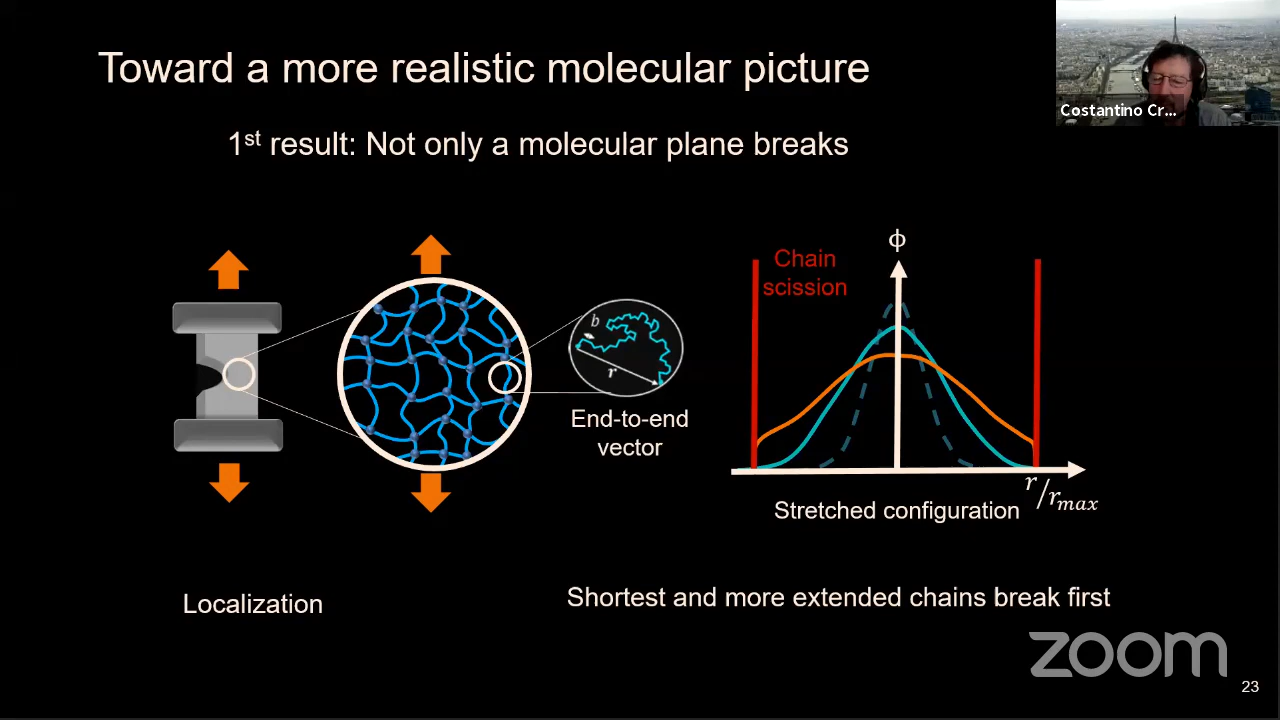 Toward a more realistic molecular picture
Costantino Cr...
1st result: Not only a molecular plane breaks
ϕ
Chain
scission
b
r
End-to-end
vector
r/rmax
Stretched configuration
Localization
Shortest and more extended chains break first
zoom
23